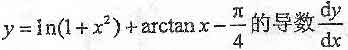 y = ln(1+x²) + arctan x − π/4 的导数 dy/dx